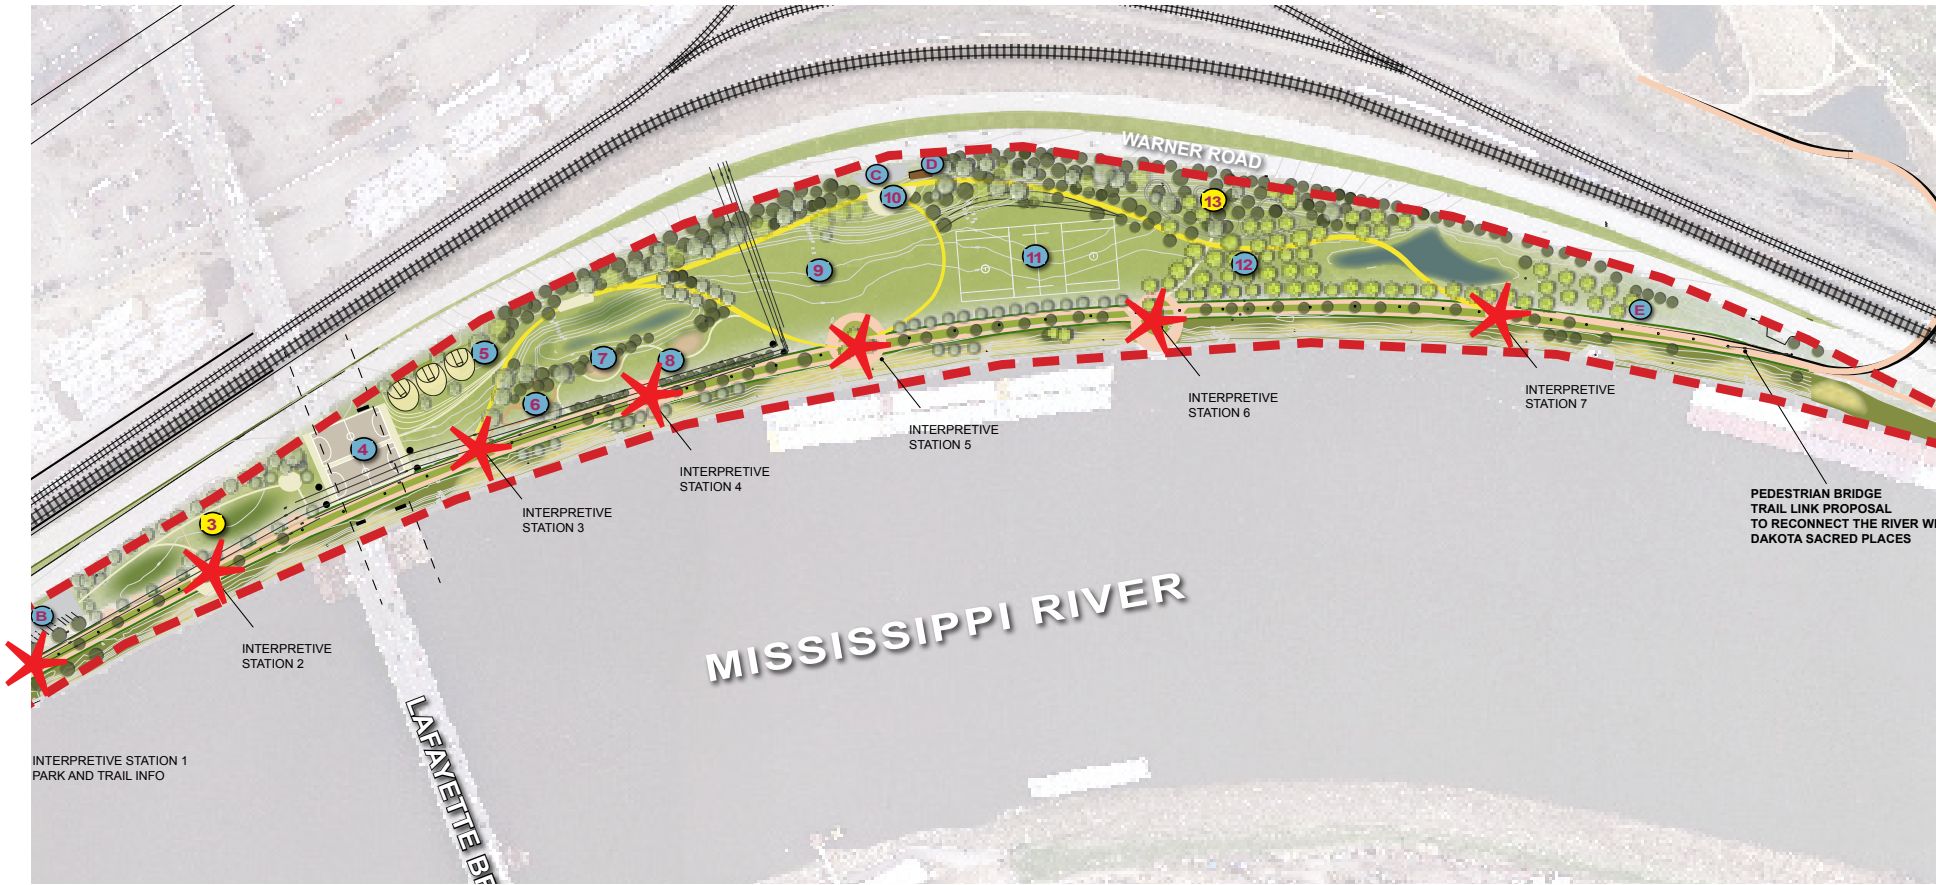 WARNER ROAD
C
D
10
13
9
11
12
E
5
7
8
6
4
3
B
INTERPRETIVE
STATION 7
INTERPRETIVE
STATION 6
INTERPRETIVE
STATION 5
INTERPRETIVE
STATION 4
INTERPRETIVE
STATION 3
PEDESTRIAN BRIDGE
TRAIL LINK PROPOSAL
TO RECONNECT THE RIVER
DAKOTA SACRED PLACES
MISSISSIPPI RIVER
INTERPRETIVE
STATION 2
LAFAYETTE
INTERPRETIVE STATION 1
PARK AND TRAIL INFO